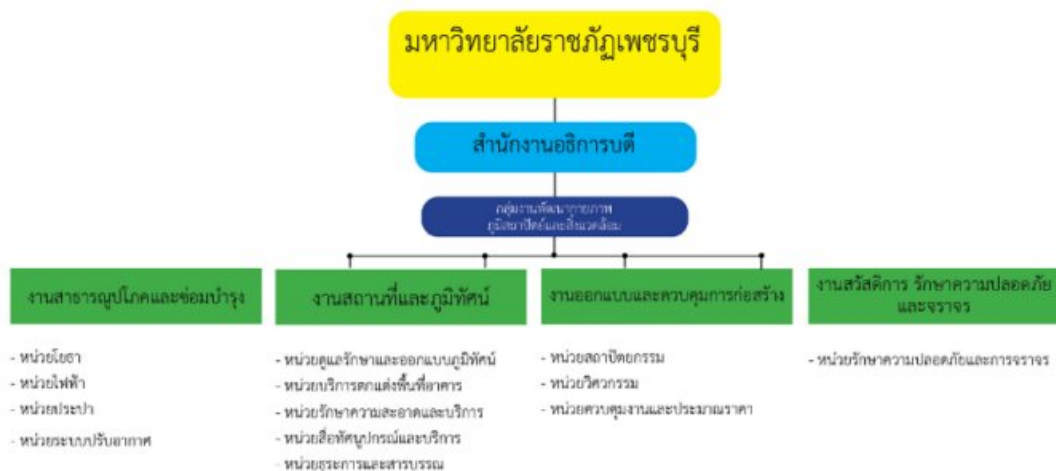 มหาวิทยาลัยราชภัฏเพชรบุรี
สำนักงานอธิการบดี
กลุ่มงานพัฒนากายภาพ
ภูมิสถาปัตย์และสิ่งแวดล้อม
งานสาธารณูปโภคและซ่อมบำรุง
- หน่วยโยธา
- หน่วยไฟฟ้า
- หน่วยประปา
- หน่วยระบบปรับอากาศ
งานสถานที่และภูมิทัศน์
- หน่วยดูแลรักษาและออกแบบภูมิทัศน์
- หน่วยบริการตกแต่งพื้นที่อาคาร
- หน่วยรักษาความสะอาดและบริการ
- หน่วยสื่อทัศนูปกรณ์และบริการ
- หน่วยธุระการและสารบรรณ
งานออกแบบและควบคุมการก่อสร้าง
- หน่วยสถาปัตยกรรม
- หน่วยวิศวกรรม
- หน่วยควบคุมงานและประมาณราคา
งานสวัสดิการ รักษาความปลอดภัย
และจราจร
- หน่วยรักษาความปลอดภัยและการจราจร